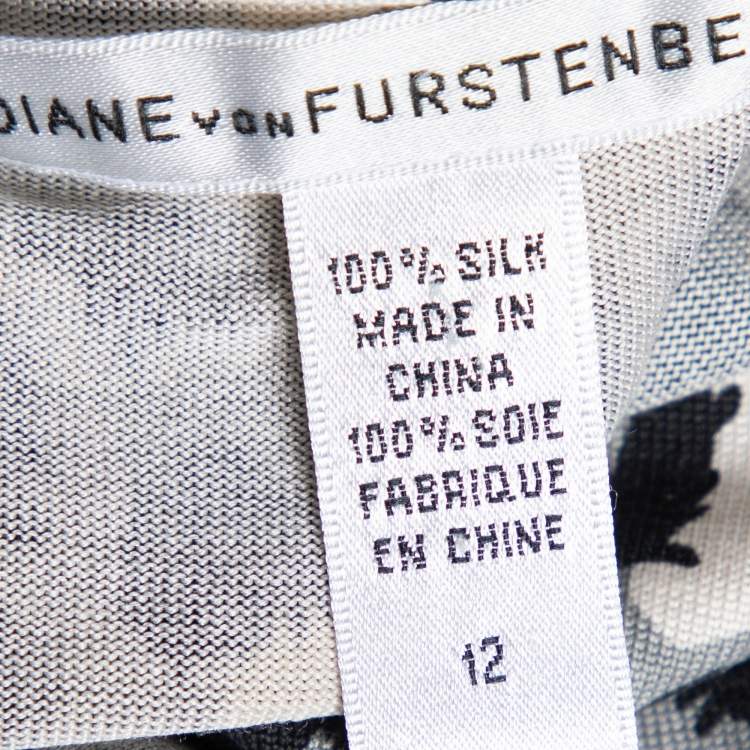 DIANE VON FURSTENBE
100% SILK
MADE IN
CHINA
100% SOIE
FABRIQUE
EN CHINE
12